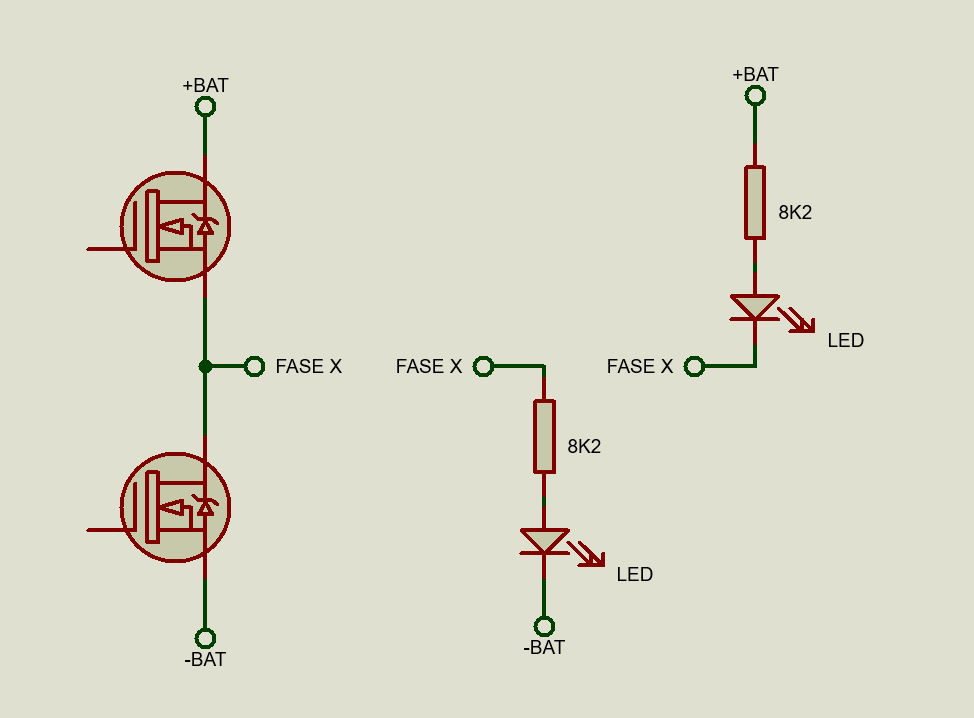 +BAT
FASE X
-BAT
FASE X
8K2
LED
-BAT
+BAT
8K2
LED
FASE X